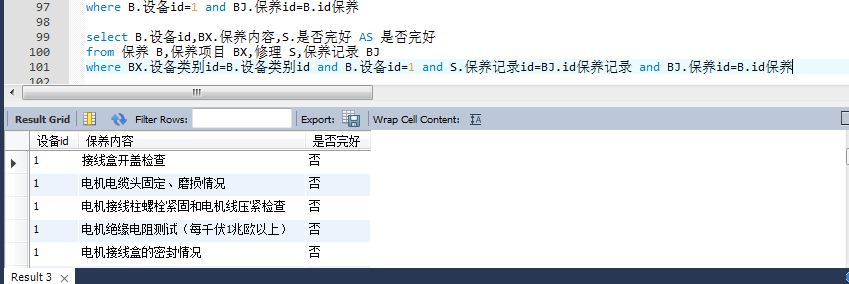 97 where B.设备id=1 and BJ.保养id=B.id保养
98
99 select B.设备id,BX.保养内容,S.是否完好 AS 是否完好
100 from 保养 B,保养项目 BX,修理 S,保养记录 BJ
101 where BX.设备类别id=B.设备类别id and B.设备id=1 and S.保养记录id=BJ.id保养记录 and BJ.保养id=B.id保养
102
Result Grid Filter Rows: Export: Wrap Cell Content:
设备id 保养内容 是否完好
1 接线盒开盖检查 否
1 电机电缆头固定、磨损情况 否
1 电机接线柱螺栓紧固和电机线压紧检查 否
1 电机绝缘电阻测试（每千伏1兆欧以上） 否
1 电机接线盒的密封情况 否
Result 3 ×